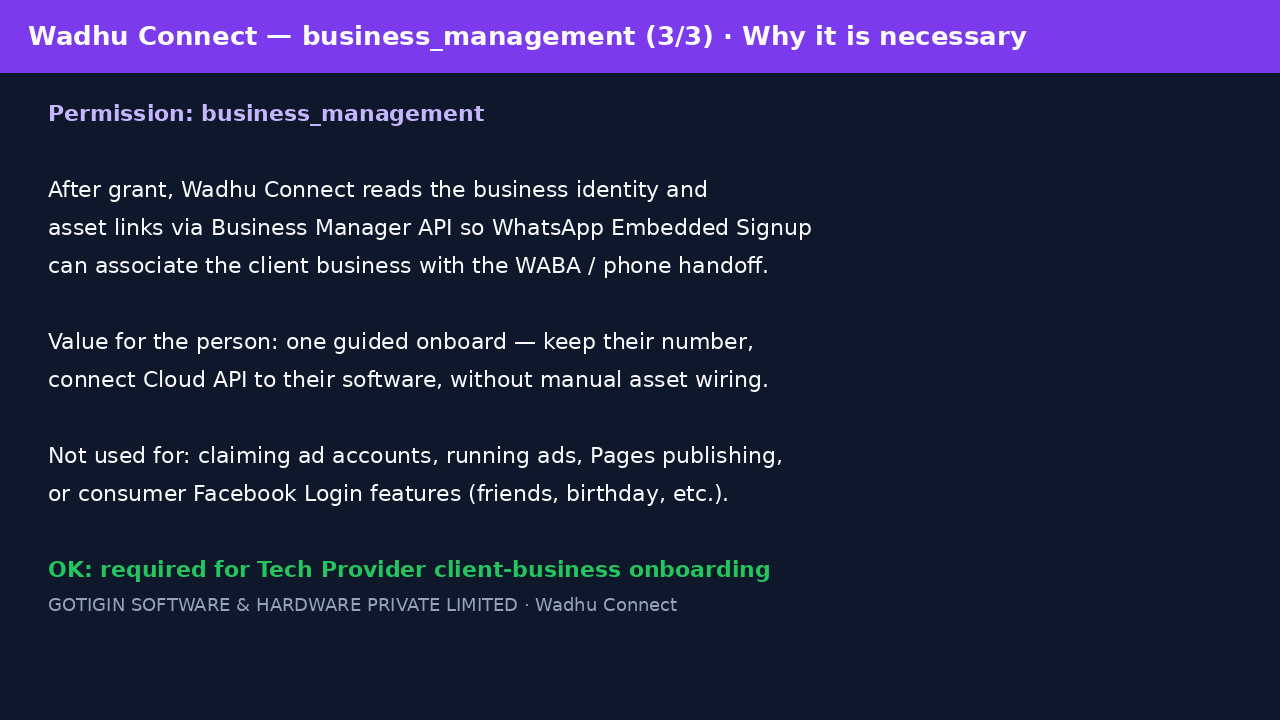 Wadhu Connect — business_management (3/3) · Why it is necessary
Permission: business_management
After grant, Wadhu Connect reads the business identity and
asset links via Business Manager API so WhatsApp Embedded Signup
can associate the client business with the WABA / phone handoff.
Value for the person: one guided onboard — keep their number,
connect Cloud API to their software, without manual asset wiring.
Not used for: claiming ad accounts, running ads, Pages publishing,
or consumer Facebook Login features (friends, birthday, etc.).
OK: required for Tech Provider client-business onboarding
GOTIGIN SOFTWARE & HARDWARE PRIVATE LIMITED · Wadhu Connect